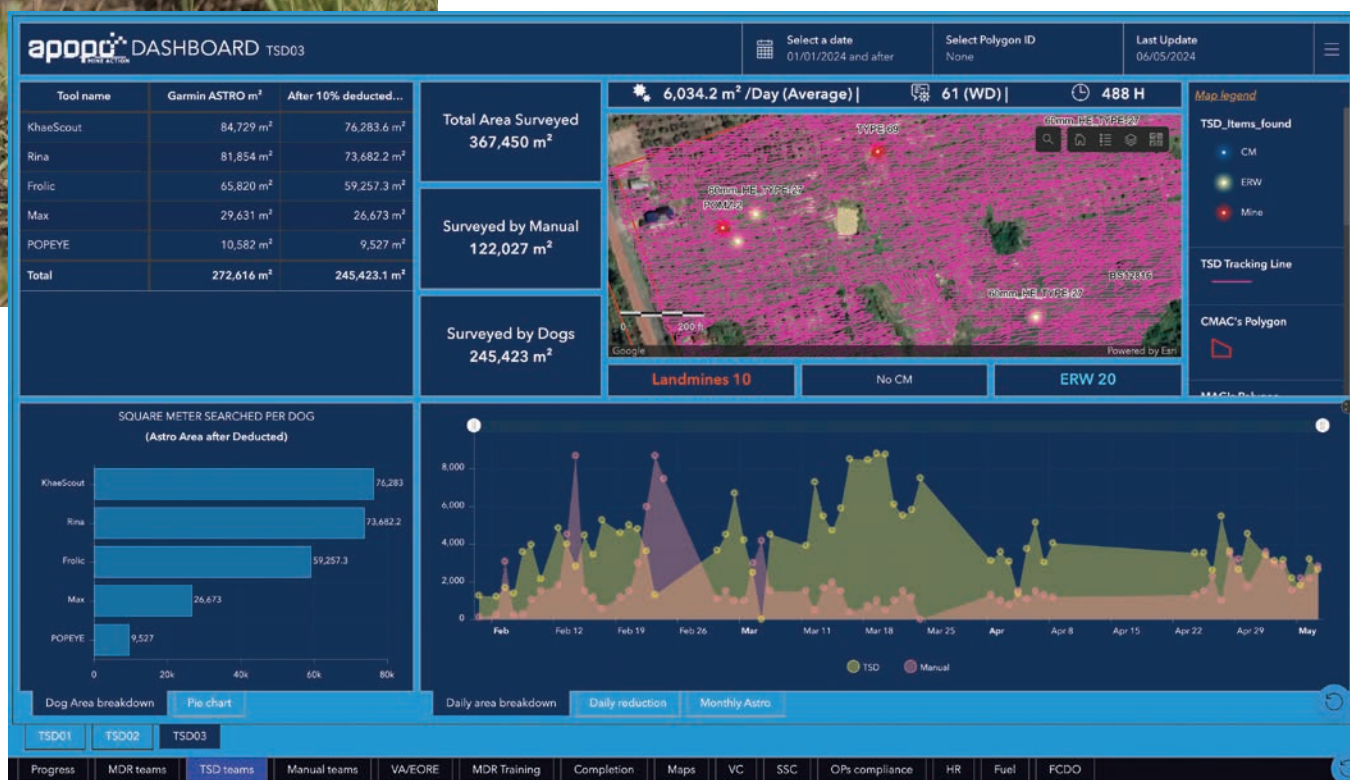 apopo DASHBOARD TSD03
MINE ACTION
Select a date
01/01/2024 and after
Select Polygon ID
None
Last Update
06/05/2024
Tool name Garmin ASTRO m² After 10% deducted...
KhaeScout 84,729 m² 76,283.6 m²
Rina 81,854 m² 73,682.2 m²
Frolic 65,820 m² 59,257.3 m²
Max 29,631 m² 26,673 m²
POPEYE 10,582 m² 9,527 m²
Total 272,616 m² 245,423.1 m²
Total Area Surveyed
367,450 m²
Surveyed by Manual
122,027 m²
Surveyed by Dogs
245,423 m²
6,034.2 m² /Day (Average) | 61 (WD) | 488 H
TYPE-69
60mm_HE_TYPE-27
60mm_HE_TYPE-27
POMZ-2
BS12816
60mm_HE_TYPE-27
0 200 ft
Google
Powered by Esri
Landmines 10
No CM
ERW 20
Map legend
TSD_Items_found
CM
ERW
Mine
TSD Tracking Line
CMAC's Polygon
MAG's Polygon
SQUARE METER SEARCHED PER DOG
(Astro Area after Deducted)
KhaeScout 76,283
Rina 73,682.2
Frolic 59,257.3
Max 26,673
POPEYE 9,527
0 20k 40k 60k 80k
8,000
6,000
4,000
2,000
0
Feb Feb 12 Feb 19 Feb 26 Mar Mar 11 Mar 18 Mar 25 Apr Apr 8 Apr 15 Apr 22 Apr 29 May
TSD Manual
Dog Area breakdown Pie chart
Daily area breakdown Daily reduction Monthly Astro
TSD01 TSD02 TSD03
Progress MDR teams TSD teams Manual teams VA/EORE MDR Training Completion Maps VC SSC OPs compliance HR Fuel FCDO